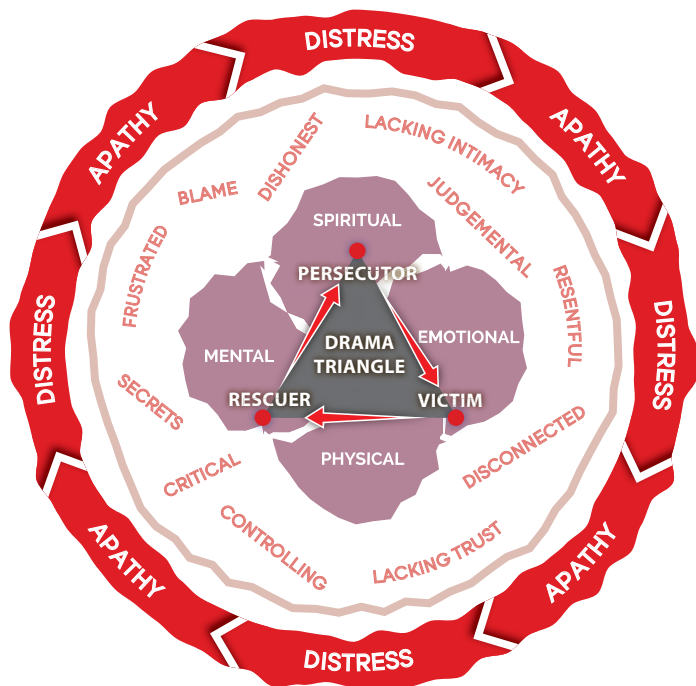 DISTRESS
APATHY
DISTRESS
APATHY
DISTRESS
APATHY
DISTRESS
APATHY
LACKING INTIMACY
JUDGEMENTAL
RESENTFUL
DISCONNECTED
LACKING TRUST
CONTROLLING
CRITICAL
SECRETS
FRUSTRATED
BLAME
DISHONEST
SPIRITUAL
PERSECUTOR
DRAMA
TRIANGLE
EMOTIONAL
MENTAL
RESCUER
VICTIM
PHYSICAL